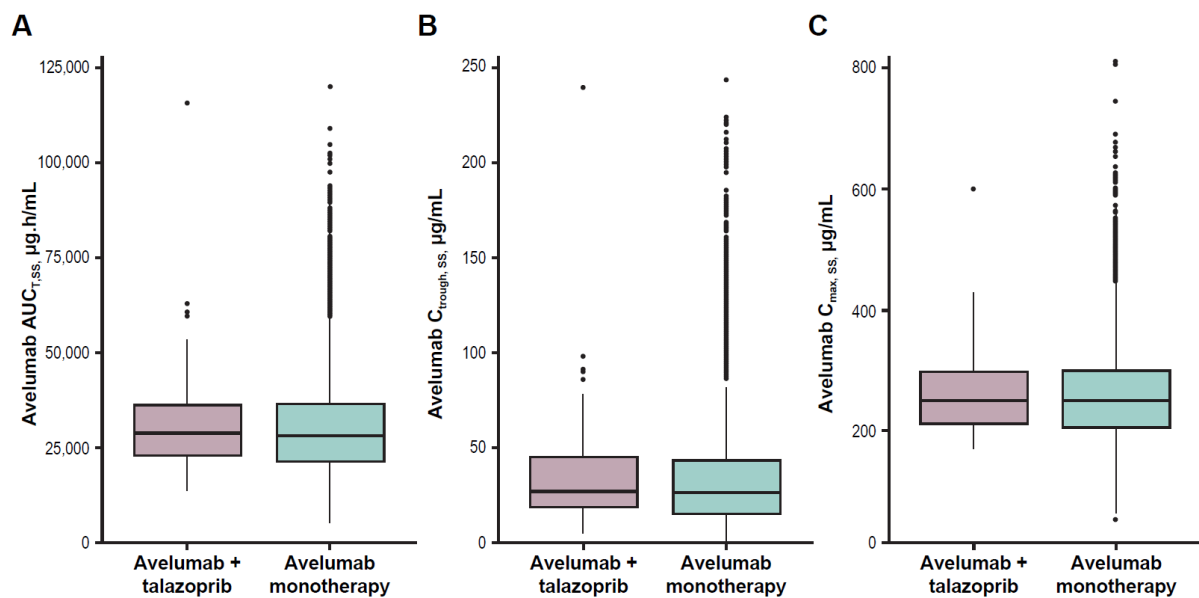 A
Avelumab AUCT,SS, µg.h/mL
125,000
100,000
75,000
50,000
25,000
0
Avelumab +
talazoprib
Avelumab
monotherapy
B
Avelumab Ctrough, SS, µg/mL
250
200
150
100
50
0
Avelumab +
talazoprib
Avelumab
monotherapy
C
Avelumab Cmax, SS, µg/mL
800
600
400
200
0
Avelumab +
talazoprib
Avelumab
monotherapy